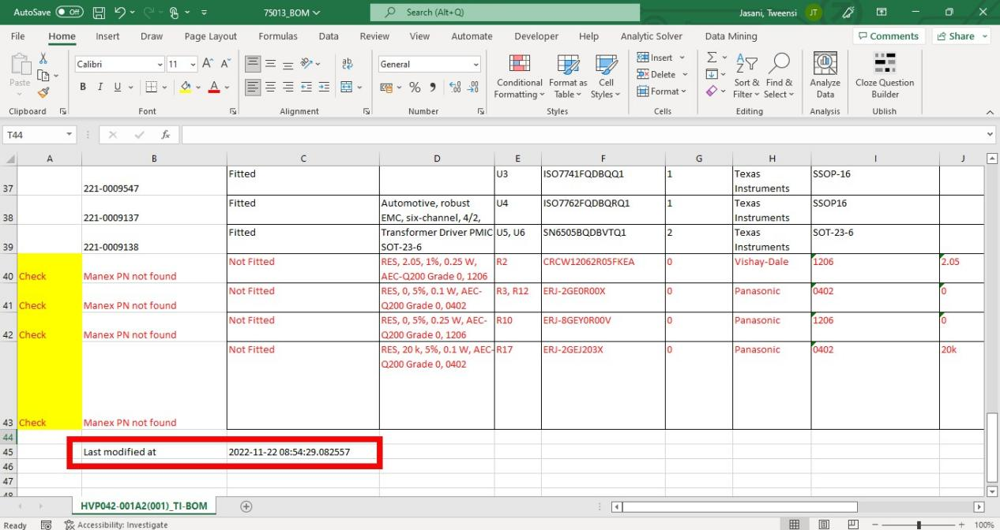 AutoSave Off 75013_BOM Search (Alt+Q) Jasani, Tweensi JT
File Home Insert Draw Page Layout Formulas Data Review View Automate Developer Help Analytic Solver Data Mining Comments Share
Paste Calibri 11 A A ab General Conditional Format as Cell Insert Sort & Find & Analyze Cloze Question
B I U A % 9 Formatting Table Styles Delete Filter Select Data Builder
Format
Clipboard Font Alignment Number Styles Cells Editing Analysis Ublish
T44 fx
A B C D E F G H I J
37 221-0009547 Fitted U3 ISO7741FQDBQQ1 1 Texas SSOP-16
Instruments
38 221-0009137 Fitted Automotive, robust U4 ISO7762FQDBQRQ1 1 Texas SSOP16
EMC, six-channel, 4/2, Instruments
39 221-0009138 Fitted Transformer Driver PMIC U5, U6 SN6505BQDBVTQ1 2 Texas SOT-23-6
SOT-23-6 Instruments
40 Check Manex PN not found Not Fitted RES, 2.05, 1%, 0.25 W, R2 CRCW12062R05FKEA 0 Vishay-Dale 1206 2.05
AEC-Q200 Grade 0, 1206
41 Check Manex PN not found Not Fitted RES, 0, 5%, 0.1 W, AEC- R3, R12 ERJ-2GE0R00X 0 Panasonic 0402 0
Q200 Grade 0, 0402
42 Check Manex PN not found Not Fitted RES, 0, 5%, 0.25 W, AEC- R10 ERJ-8GEY0R00V 0 Panasonic 1206 0
Q200 Grade 0, 1206
43 Check Manex PN not found Not Fitted RES, 20 k, 5%, 0.1 W, AEC- R17 ERJ-2GEJ203X 0 Panasonic 0402 20k
Q200 Grade 0, 0402
44
45 Last modified at 2022-11-22 08:54:29.082557
46
47
48
HVP042-001A2(001)_TI-BOM
Ready Accessibility: Investigate 100%